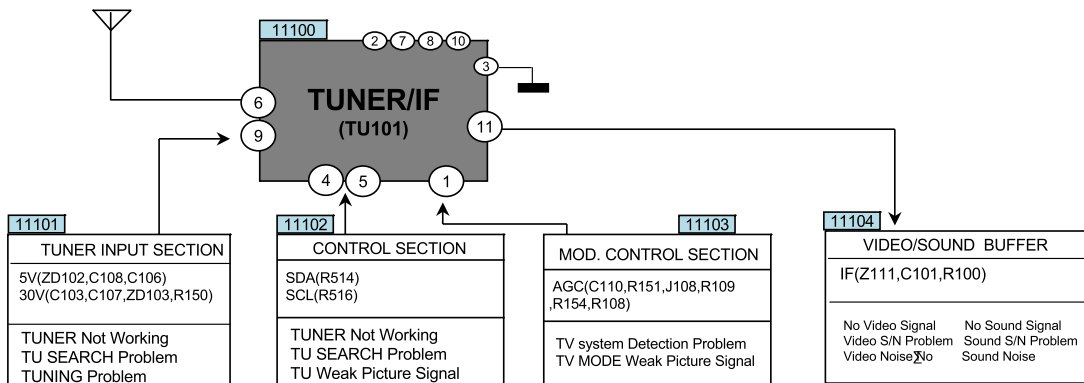 11100
2 7 8 10
3
TUNER/IF
(TU101)
6
9
11
4 5 1
11101
TUNER INPUT SECTION
5V(ZD102,C108,C106)
30V(C103,C107,ZD103,R150)
TUNER Not Working
TU SEARCH Problem
TUNING Problem
11102
CONTROL SECTION
SDA(R514)
SCL(R516)
TUNER Not Working
TU SEARCH Problem
TU Weak Picture Signal
11103
MOD. CONTROL SECTION
AGC(C110,R151,J108,R109
,R154,R108)
TV system Detection Problem
TV MODE Weak Picture Signal
11104
VIDEO/SOUND BUFFER
IF(Z111,C101,R100)
No Video Signal No Sound Signal
Video S/N Problem Sound S/N Problem
Video Noise∑No Sound Noise